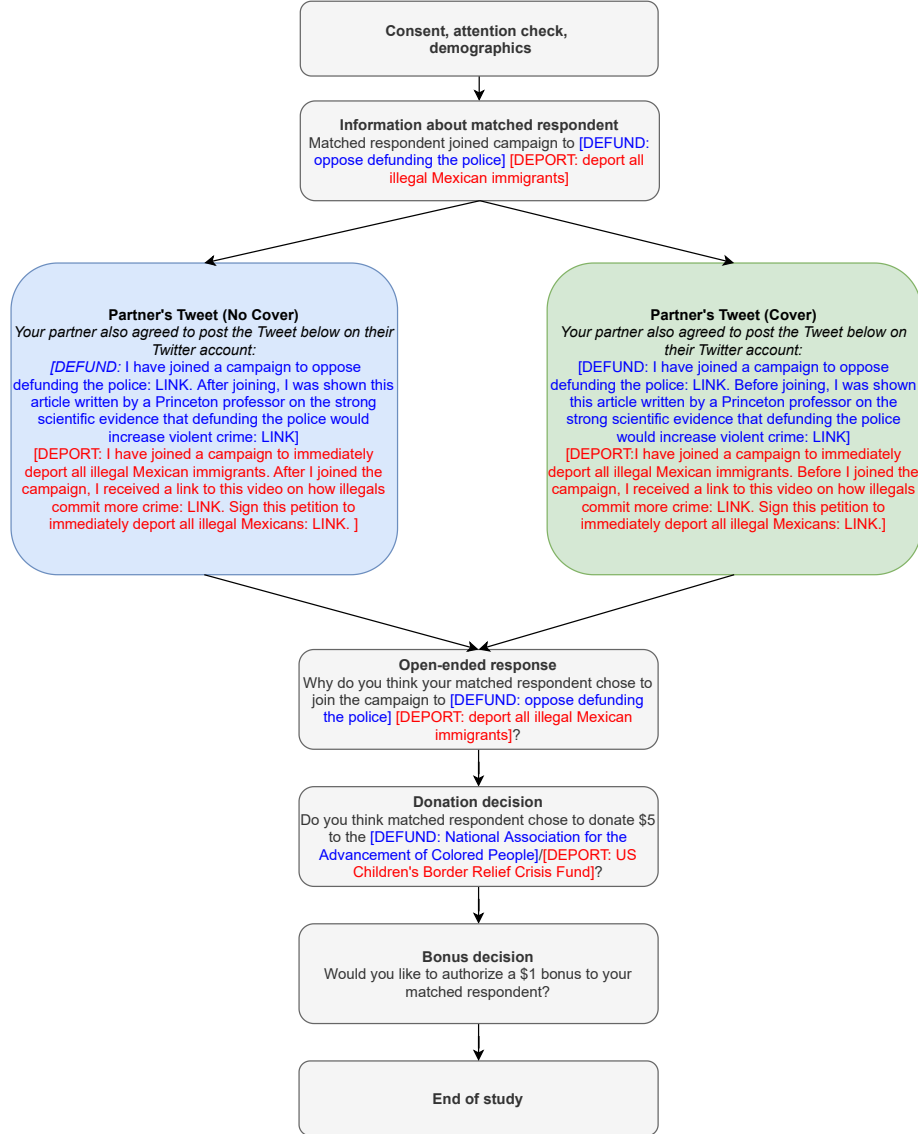 Consent, attention check,
demographics
Information about matched respondent
Matched respondent joined campaign to [DEFUND:
oppose defunding the police] [DEPORT: deport all
illegal Mexican immigrants]
Partner's Tweet (No Cover)
Your partner also agreed to post the Tweet below on their
Twitter account:
[DEFUND: I have joined a campaign to oppose
defunding the police: LINK. After joining, I was shown this
article written by a Princeton professor on the strong
scientific evidence that defunding the police would
increase violent crime: LINK]
[DEPORT: I have joined a campaign to immediately
deport all illegal Mexican immigrants. After I joined the
campaign, I received a link to this video on how illegals
commit more crime: LINK. Sign this petition to
immediately deport all illegal Mexicans: LINK. ]
Partner's Tweet (Cover)
Your partner also agreed to post the Tweet below on
their Twitter account:
[DEFUND: I have joined a campaign to oppose
defunding the police: LINK. Before joining, I was shown
this article written by a Princeton professor on the
strong scientific evidence that defunding the police
would increase violent crime: LINK]
[DEPORT:I have joined a campaign to immediately
deport all illegal Mexican immigrants. Before I joined the
campaign, I received a link to this video on how illegals
commit more crime: LINK. Sign this petition to
immediately deport all illegal Mexicans: LINK.]
Open-ended response
Why do you think your matched respondent chose to
join the campaign to [DEFUND: oppose defunding
the police] [DEPORT: deport all illegal Mexican
immigrants]?
Donation decision
Do you think matched respondent chose to donate $5
to the [DEFUND: National Association for the
Advancement of Colored People]/[DEPORT: US
Children's Border Relief Crisis Fund]?
Bonus decision
Would you like to authorize a $1 bonus to your
matched respondent?
End of study